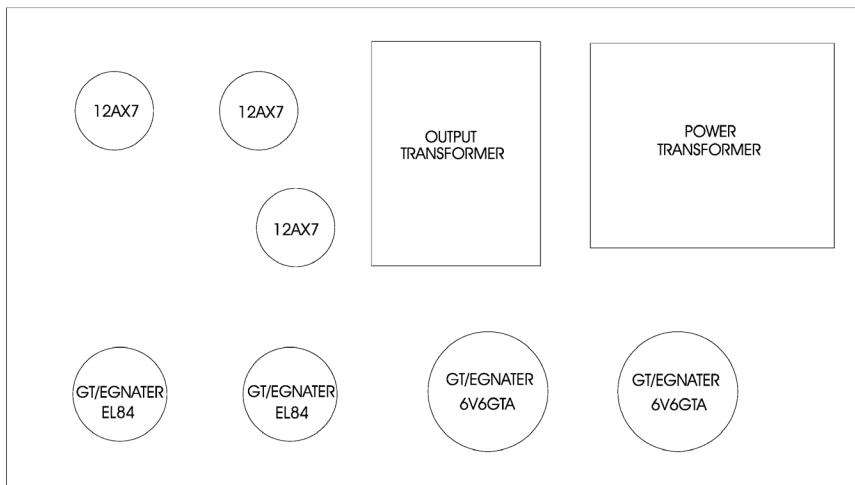 12AX7
12AX7
OUTPUT
TRANSFORMER
POWER
TRANSFORMER
12AX7
GT/EGNATER
EL84
GT/EGNATER
EL84
GT/EGNATER
6V6GTA
GT/EGNATER
6V6GTA